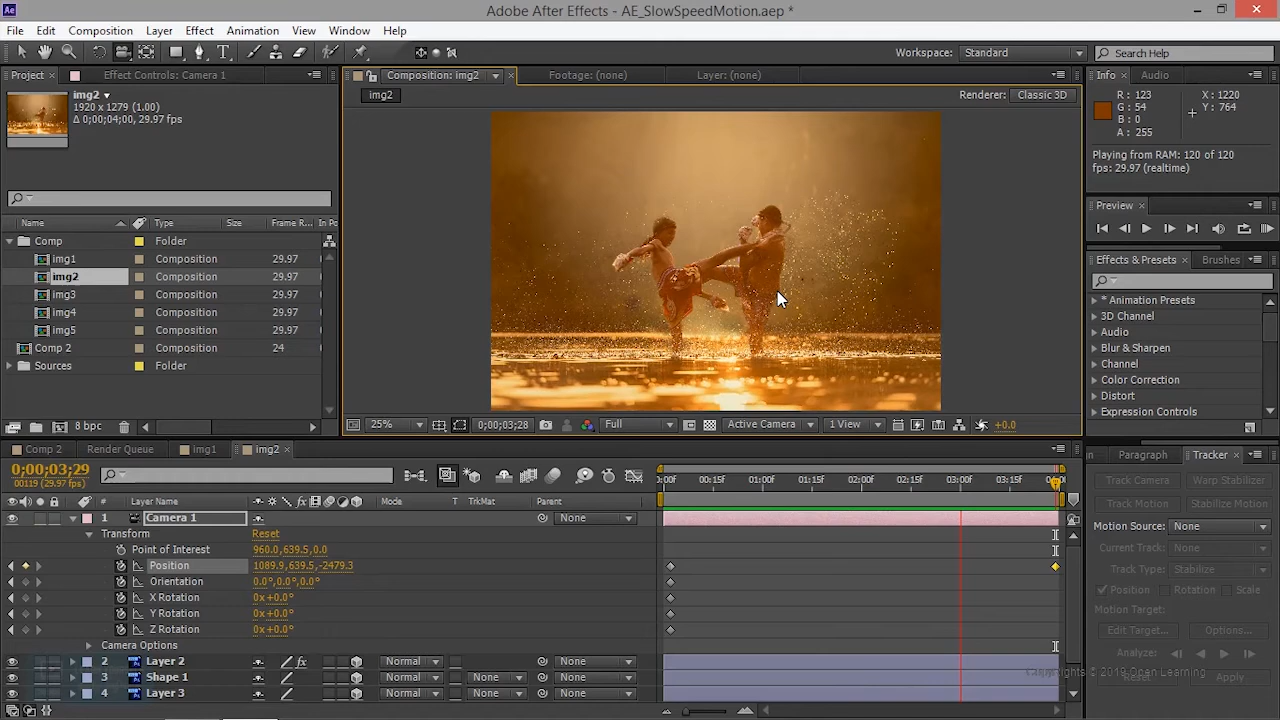 Adobe After Effects - AE_SlowSpeedMotion.aep *
File Edit Composition Layer Effect Animation View Window Help
Workspace: Standard Search Help
Project Effect Controls: Camera 1 Composition: img2 Footage: (none) Layer: (none) Info Audio
img2
1920 x 1279 (1.00)
Δ 0;00;04;00, 29.97 fps
img2 Renderer: Classic 3D
R: 123 X: 1220
G: 54 Y: 764
B: 0
A: 255
Playing from RAM: 120 of 120
fps: 29.97 (realtime)
Preview
Effects & Presets Brushes
* Animation Presets
3D Channel
Audio
Blur & Sharpen
Channel
Color Correction
Distort
Expression Controls
Name Type Size Frame R... In Po
Comp Folder
img1 Composition 29.97
img2 Composition 29.97
img3 Composition 29.97
img4 Composition 29.97
img5 Composition 29.97
Comp 2 Composition 24
Sources Folder
8 bpc
25% 0;00;03;28 Full Active Camera 1 View +0.0
Comp 2 Render Queue img1 img2
0;00;03;29
00119 (29.97 fps)
:00f 00:15f 01:00f 01:15f 02:00f 02:15f 03:00f 03:15f
# Layer Name Mode T TrkMat Parent
1 Camera 1 None
Transform Reset
Point of Interest 960.0,639.5,0.0
Position 1089.9,639.5,-2479.3
Orientation 0.0°,0.0°,0.0°
X Rotation 0x+0.0°
Y Rotation 0x+0.0°
Z Rotation 0x+0.0°
Camera Options
2 Layer 2 Normal None
3 Shape 1 Normal None None
4 Layer 3 Normal None None
Paragraph Tracker
Track Camera Warp Stabilizer
Track Motion Stabilize Motion
Motion Source: None
Current Track: None
Track Type: Stabilize
Position Rotation Scale
Motion Target:
Edit Target... Options...
Analyze:
Reset Apply
Copyrights © 2019 Open Learning